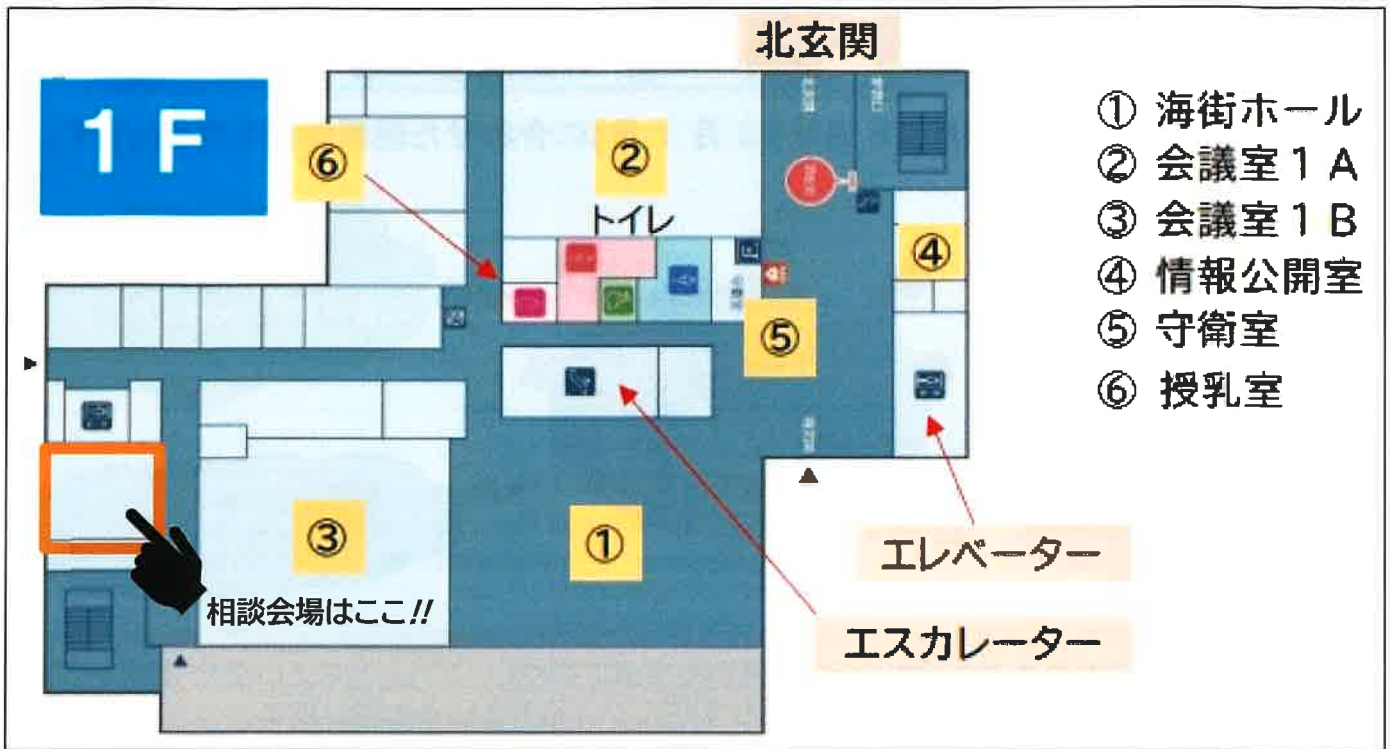 北玄関
1F
① 海街ホール
② 会議室1A
③ 会議室1B
④ 情報公開室
⑤ 守衛室
⑥ 授乳室
⑥
②
トイレ
④
⑤
③
①
エレベーター
相談会場はここ!!
エスカレーター